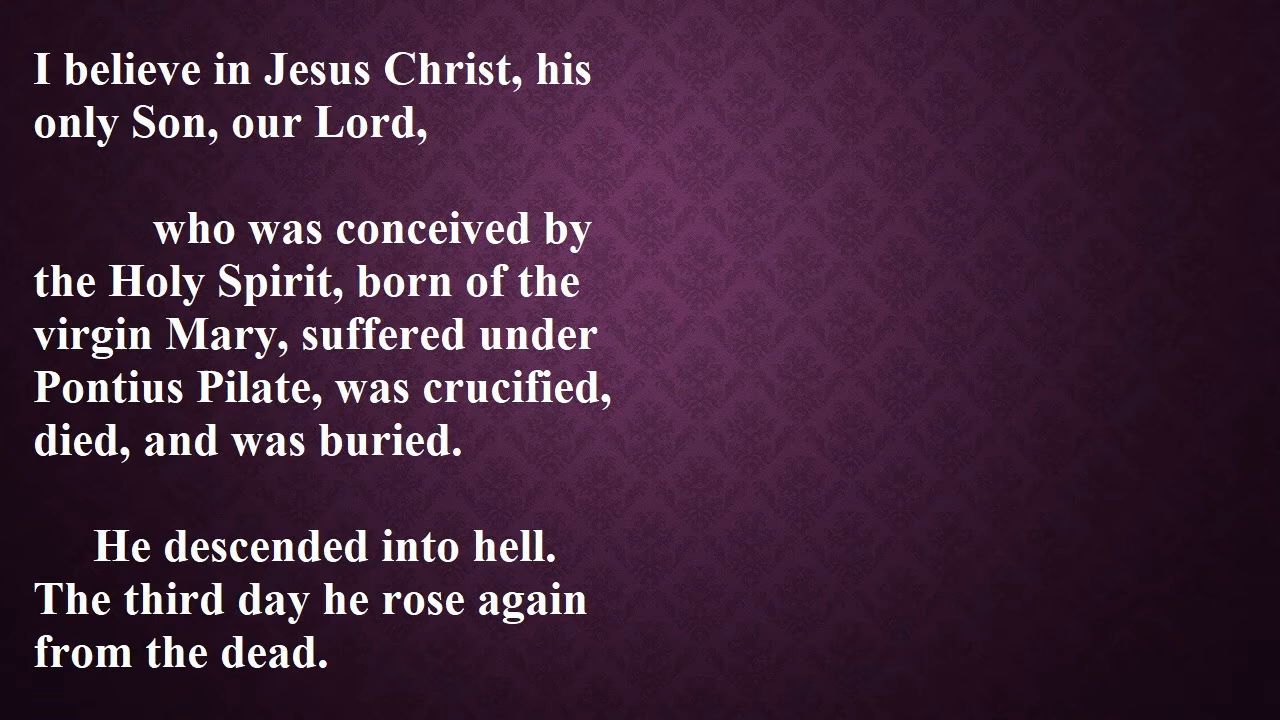 I believe in Jesus Christ, his
only Son, our Lord,
who was conceived by
the Holy Spirit, born of the
virgin Mary, suffered under
Pontius Pilate, was crucified,
died, and was buried.
He descended into hell.
The third day he rose again
from the dead.